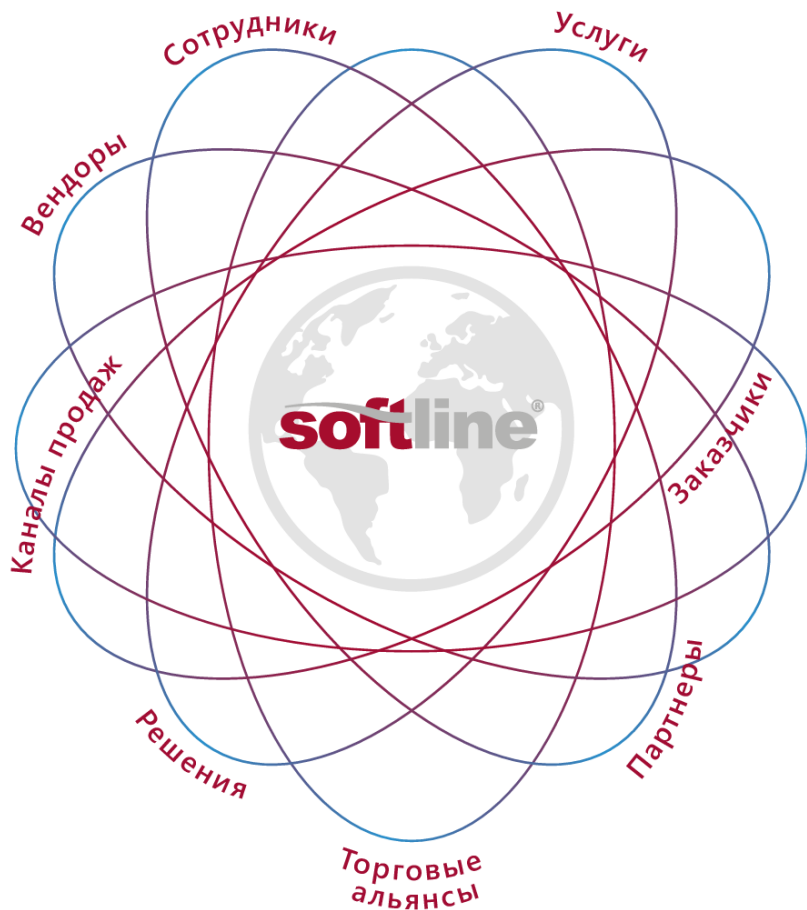 Сотрудники
Услуги
Вендоры
Каналы продаж
softline®
Заказчики
Партнеры
Решения
Торговые
альянсы